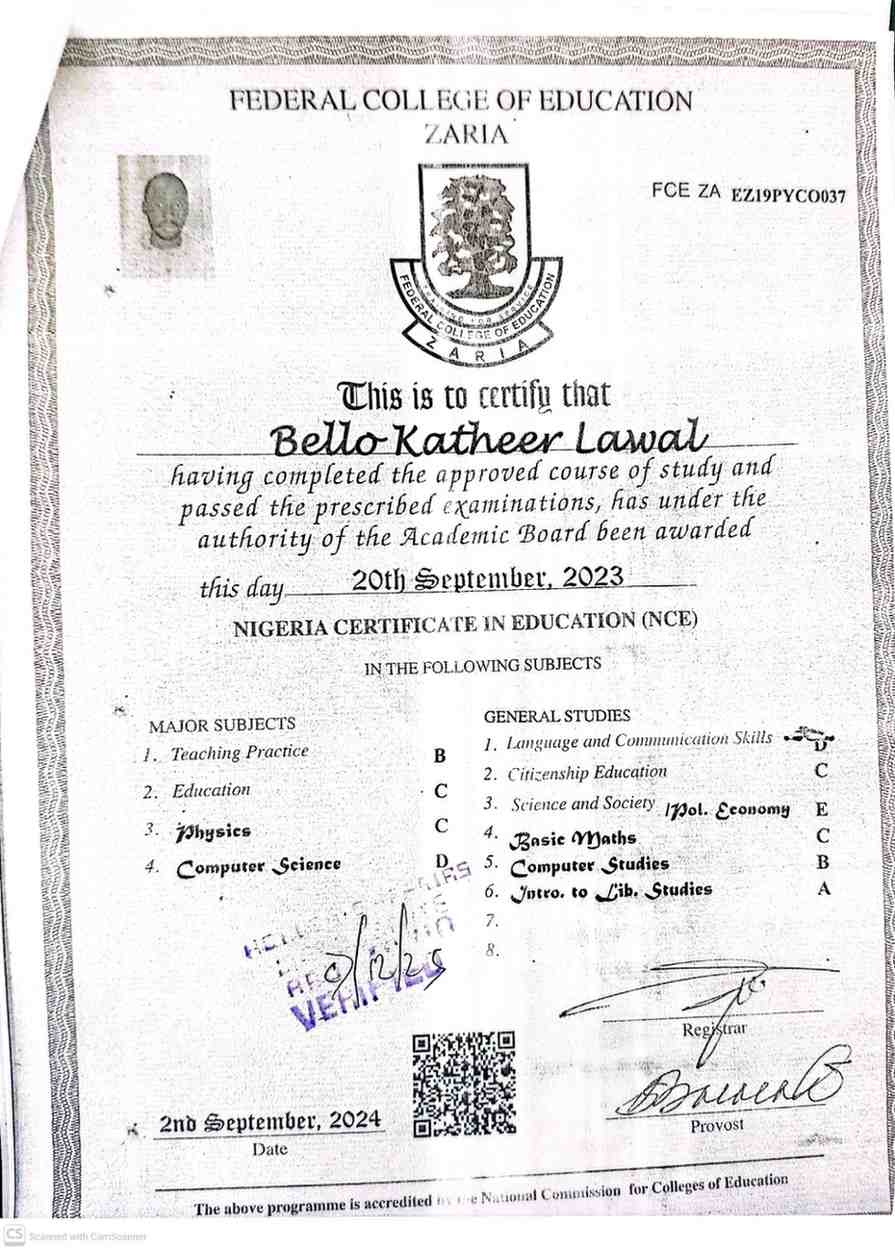 FEDERAL COLLEGE OF EDUCATION
ZARIA
FCE ZA EZ19PYCO037
TRAINING FOR SERVICE
FEDERAL COLLEGE OF EDUCATION
ZARIA
This is to certify that
Bello Katheer Lawal
having completed the approved course of study and
passed the prescribed examinations, has under the
authority of the Academic Board been awarded
this day 20th September, 2023
NIGERIA CERTIFICATE IN EDUCATION (NCE)
IN THE FOLLOWING SUBJECTS
MAJOR SUBJECTS
1. Teaching Practice B
2. Education C
3. Physics C
4. Computer Science D
GENERAL STUDIES
1. Language and Communication Skills D
2. Citizenship Education C
3. Science and Society /Pol. Economy E
4. Basic Maths C
5. Computer Studies B
6. Intro. to Lib. Studies A
7.
8.
VERIFIED
Registrar
Provost
2nd September, 2024
Date
The above programme is accredited by the National Commission for Colleges of Education
CS Scanned with CamScanner